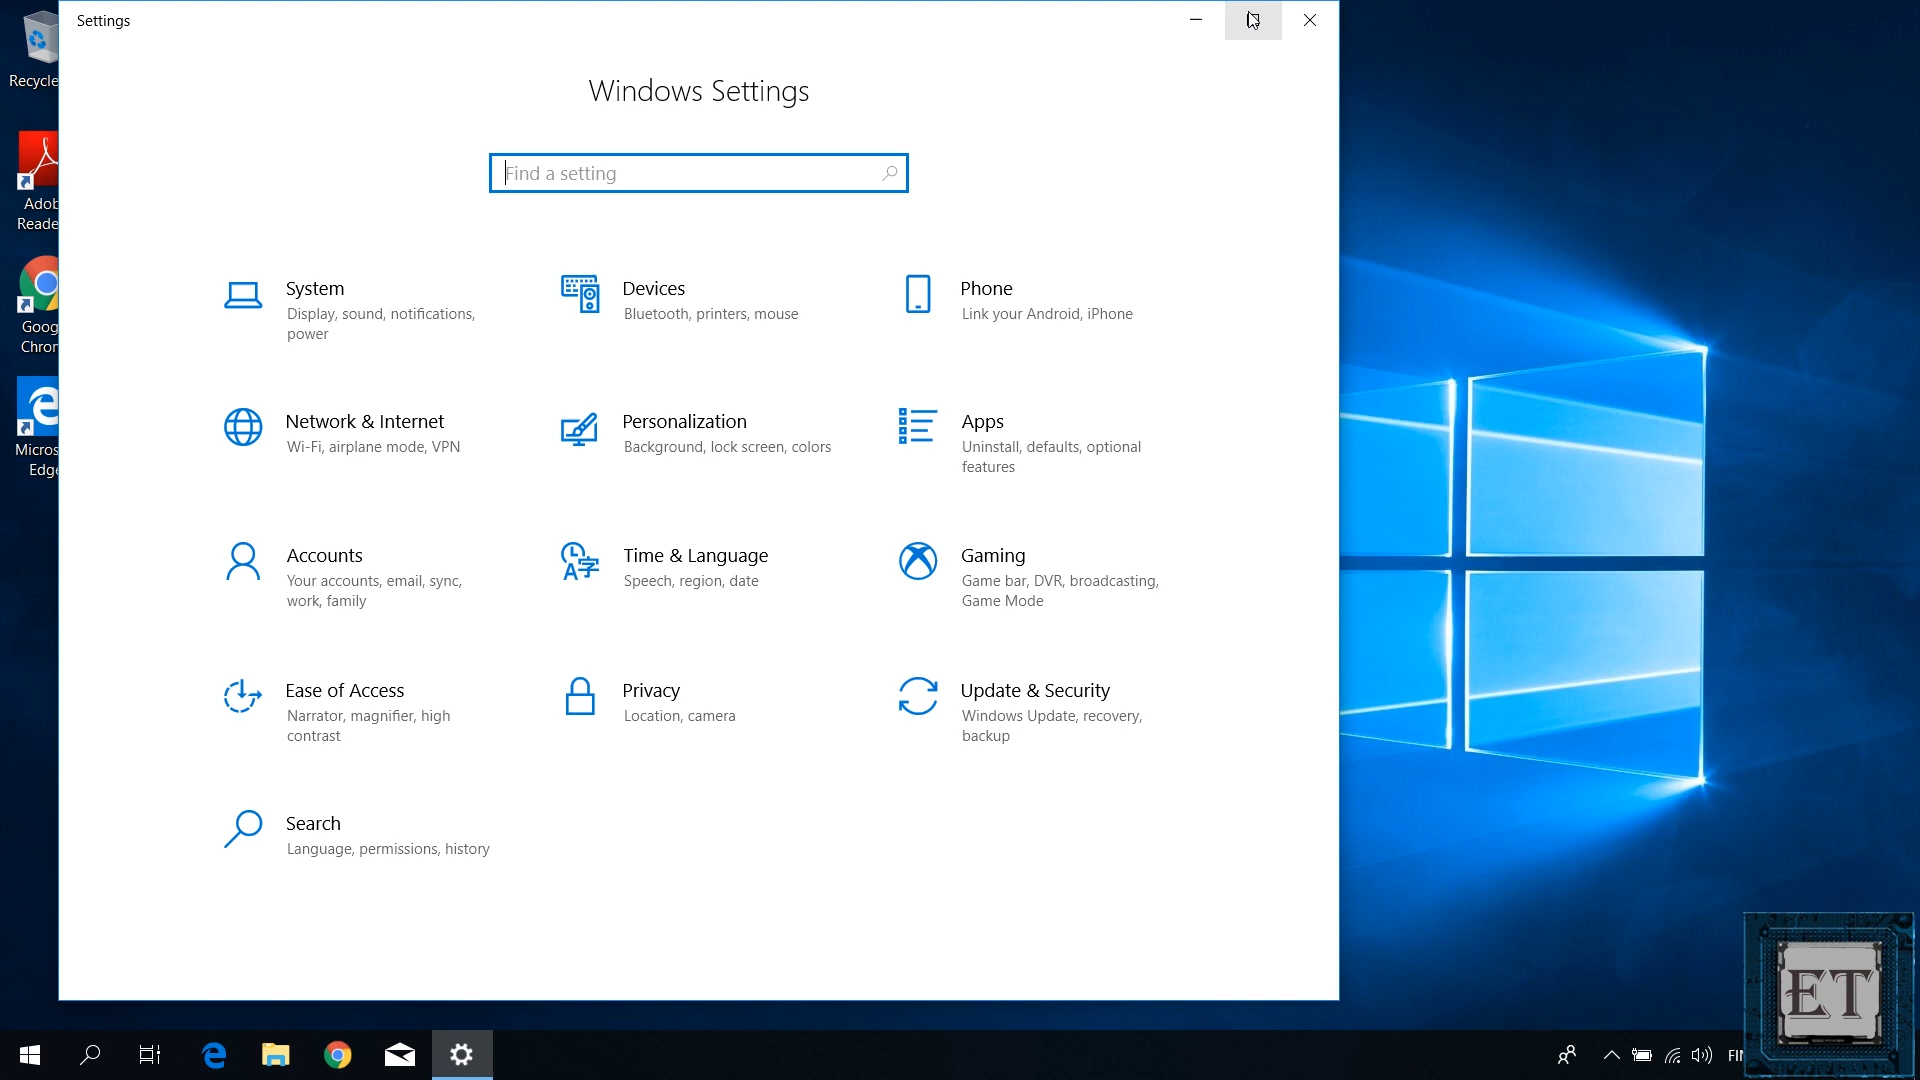 Settings
Windows Settings
Find a setting
System
Display, sound, notifications,
power
Devices
Bluetooth, printers, mouse
Phone
Link your Android, iPhone
Network & Internet
Wi-Fi, airplane mode, VPN
Personalization
Background, lock screen, colors
Apps
Uninstall, defaults, optional
features
Accounts
Your accounts, email, sync,
work, family
Time & Language
Speech, region, date
Gaming
Game bar, DVR, broadcasting,
Game Mode
Ease of Access
Narrator, magnifier, high
contrast
Privacy
Location, camera
Update & Security
Windows Update, recovery,
backup
Search
Language, permissions, history
Recycle
Adob
Reade
Goog
Chron
Micros
Edge
FIN
ET